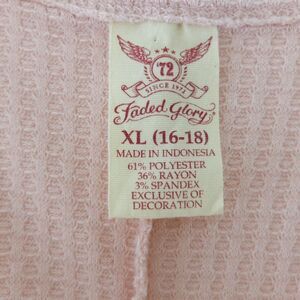 '72
SINCE 1972
Faded Glory
XL (16-18)
MADE IN INDONESIA
61% POLYESTER
36% RAYON
3% SPANDEX
EXCLUSIVE OF
DECORATION